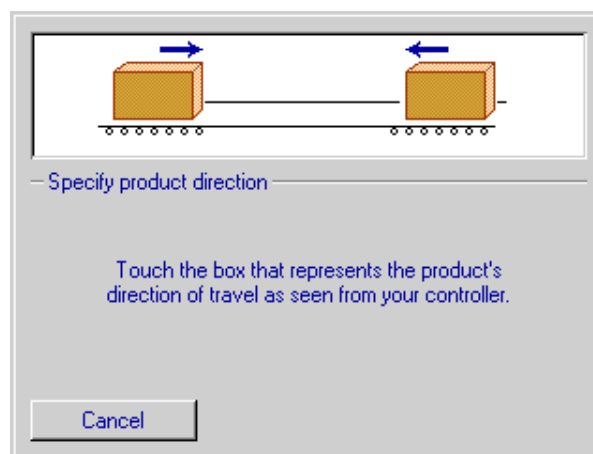 Specify product direction
Touch the box that represents the product's
direction of travel as seen from your controller.
Cancel